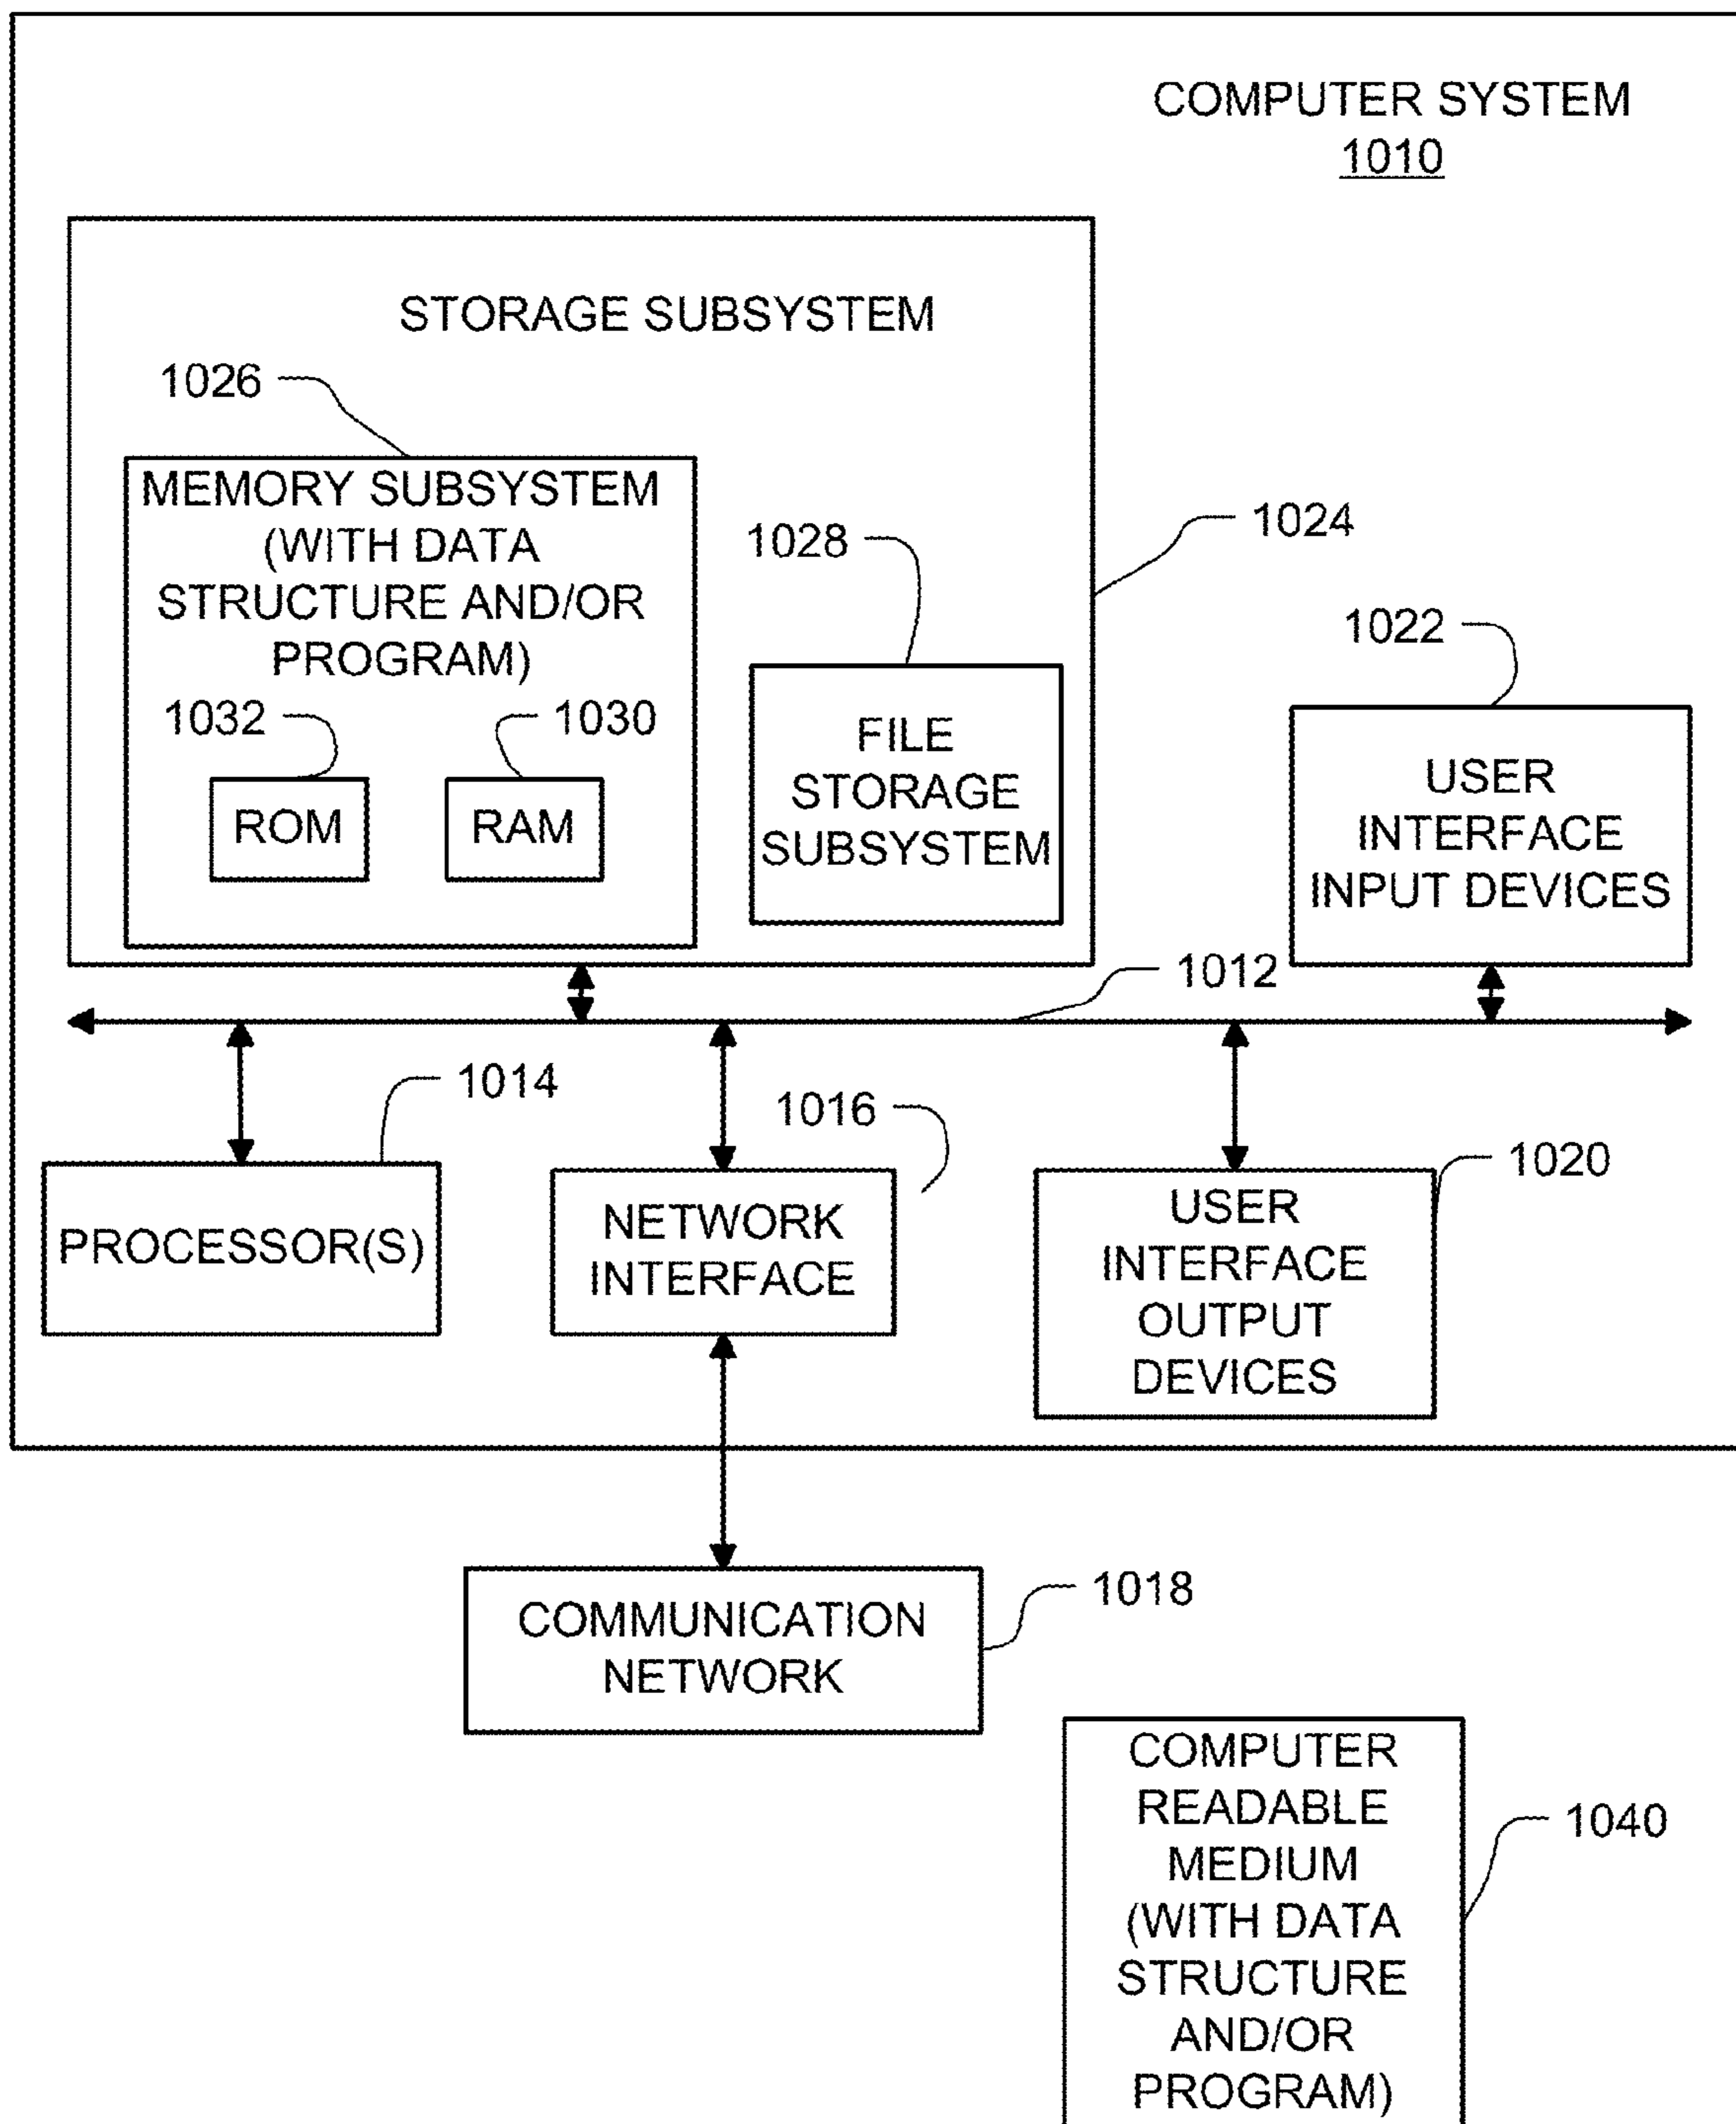 COMPUTER SYSTEM
1010
STORAGE SUBSYSTEM
1026
MEMORY SUBSYSTEM
(WITH DATA
STRUCTURE AND/OR
PROGRAM)
1032
1030
ROM
RAM
1028
FILE
STORAGE
SUBSYSTEM
1024
1022
USER
INTERFACE
INPUT DEVICES
1012
1014
PROCESSOR(S)
1016
NETWORK
INTERFACE
1020
USER
INTERFACE
OUTPUT
DEVICES
COMMUNICATION
NETWORK
1018
COMPUTER
READABLE
MEDIUM
(WITH DATA
STRUCTURE
AND/OR
PROGRAM)
1040